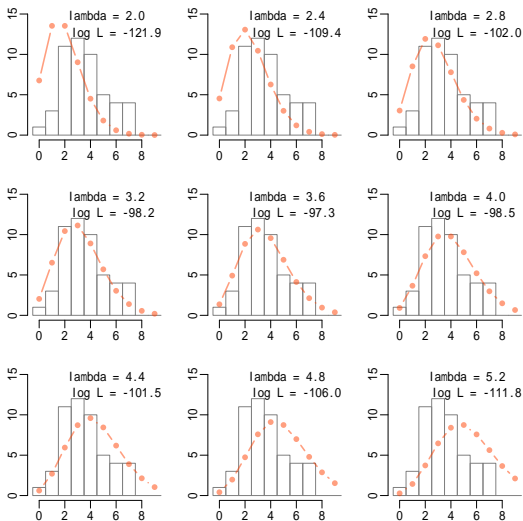 lambda = 2.0
log L = -121.9
15
10
5
0
0 2 4 6 8
lambda = 2.4
log L = -109.4
15
10
5
0
0 2 4 6 8
lambda = 2.8
log L = -102.0
15
10
5
0
0 2 4 6 8
lambda = 3.2
log L = -98.2
15
10
5
0
0 2 4 6 8
lambda = 3.6
log L = -97.3
15
10
5
0
0 2 4 6 8
lambda = 4.0
log L = -98.5
15
10
5
0
0 2 4 6 8
lambda = 4.4
log L = -101.5
15
10
5
0
0 2 4 6 8
lambda = 4.8
log L = -106.0
15
10
5
0
0 2 4 6 8
lambda = 5.2
log L = -111.8
15
10
5
0
0 2 4 6 8